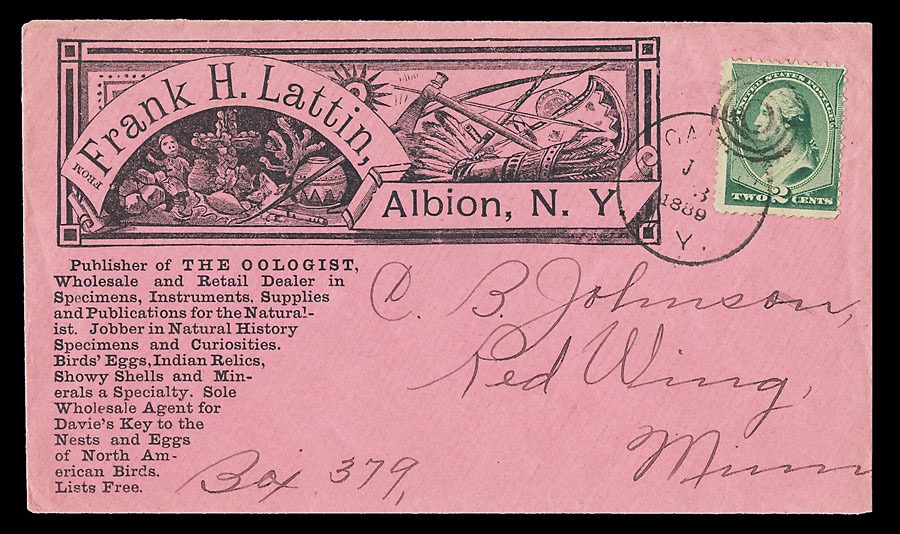 FROM
Frank H. Lattin,
Albion, N. Y.
Publisher of THE OOLOGIST,
Wholesale and Retail Dealer in
Specimens, Instruments. Supplies
and Publications for the Natural-
ist. Jobber in Natural History
Specimens and Curiosities.
Birds' Eggs, Indian Relics,
Showy Shells and Min-
erals a Specialty. Sole
Wholesale Agent for
Davie's Key to the
Nests and Eggs
of North Am-
erican Birds.
Lists Free.
UNITED STATES POSTAGE
TWO 2 CENTS
J
1889
Y.
C. B. Johnson,
Red Wing,
Minn
Box 379,